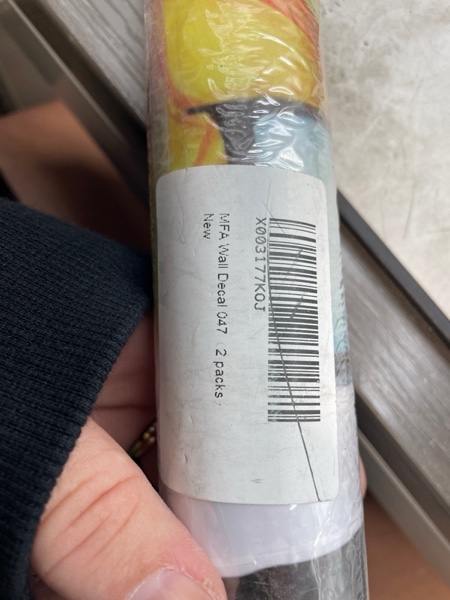 X003177KOJ
MFA Wall Decal 047 2 packs
New